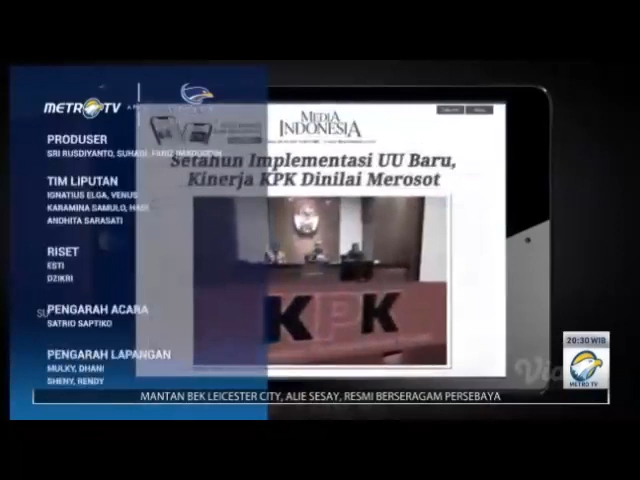 METRO TV
PRODUSER
SRI RUSDIYANTO, SUHADI,
TIM LIPUTAN
IGNATIUS ELGA, VENUS
KARAMINA SAMULO,
ANDHITA SARASATI
RISET
ESTI
DZIKRI
PENGARAH ACARA
SATRIO SAPTIKO
PENGARAH LAPANGAN
MULKY, DHANI
SHENY, RENDY
MEDIA
INDONESIA
Setahun Implementasi UU Baru,
Kinerja KPK Dinilai Merosot
KPK
20:30 WIB
METRO TV
MANTAN BEK LEICESTER CITY, ALIE SESAY, RESMI BERSERAGAM PERSEBAYA